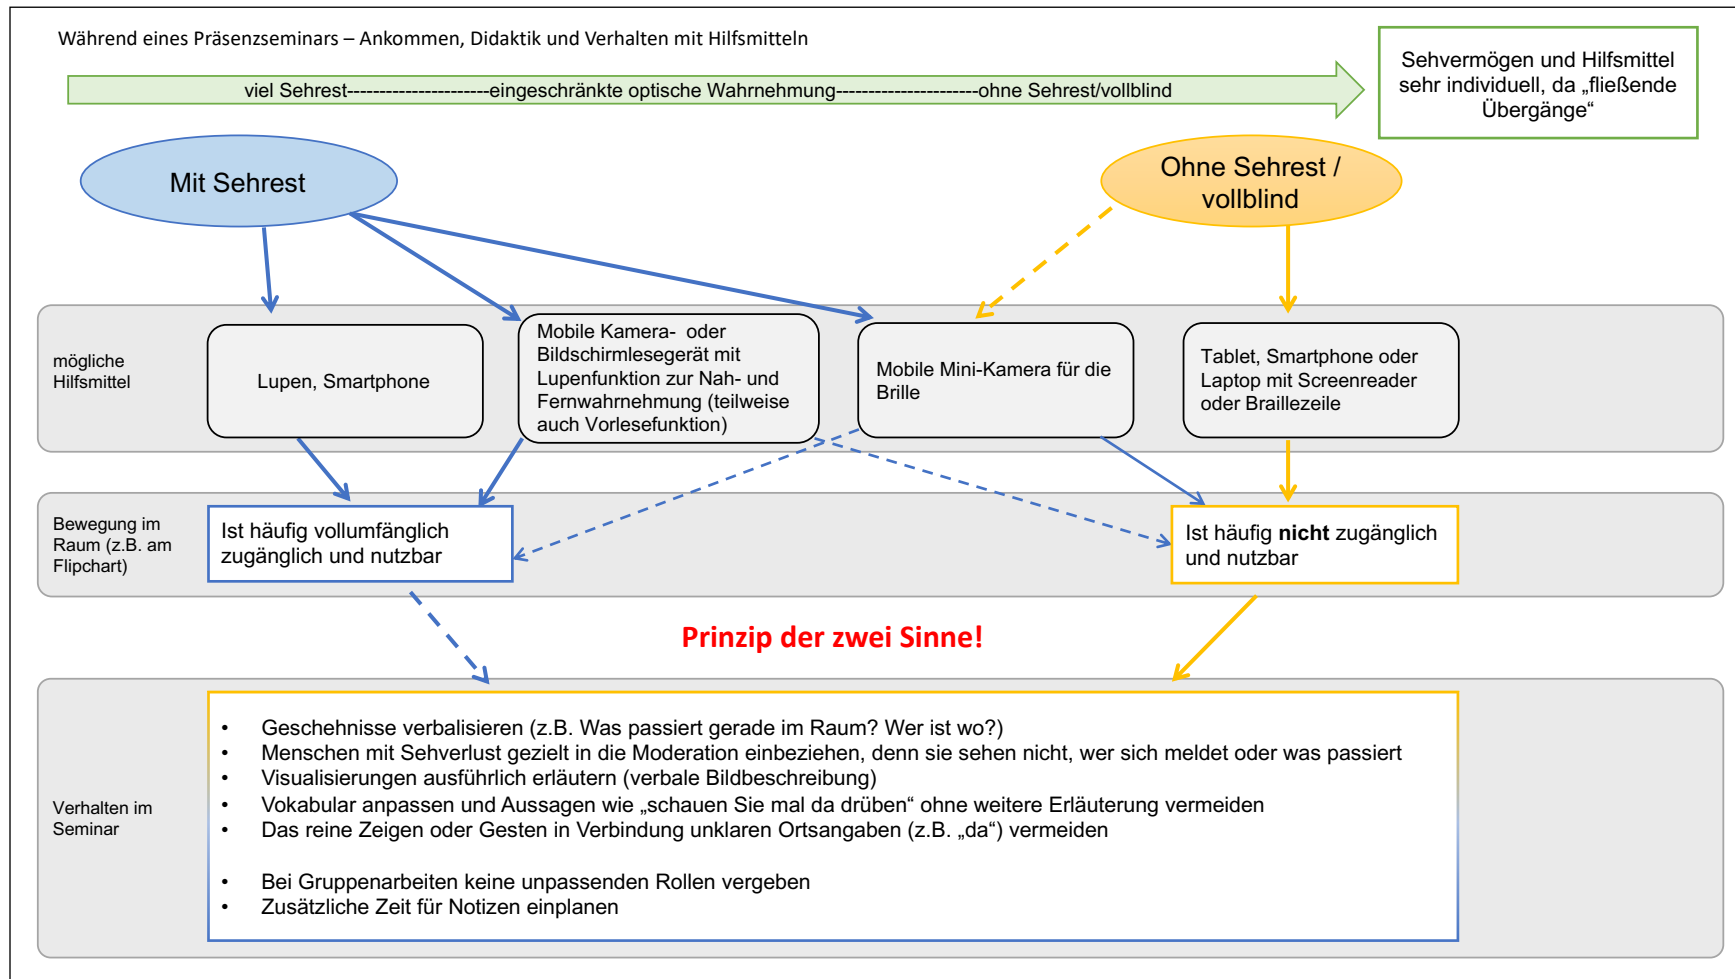 Während eines Präsenzseminars – Ankommen, Didaktik und Verhalten mit Hilfsmitteln
viel Sehrest----------------------eingeschränkte optische Wahrnehmung----------------------ohne Sehrest/vollblind
Sehvermögen und Hilfsmittel
sehr individuell, da „fließende
Übergänge“
Mit Sehrest
Ohne Sehrest /
vollblind
mögliche
Hilfsmittel
Lupen, Smartphone
Mobile Kamera- oder
Bildschirmlesegerät mit
Lupenfunktion zur Nah- und
Fernwahrnehmung (teilweise
auch Vorlesefunktion)
Mobile Mini-Kamera für die
Brille
Tablet, Smartphone oder
Laptop mit Screenreader
oder Braillezeile
Bewegung im
Raum (z.B. am
Flipchart)
Ist häufig vollumfänglich
zugänglich und nutzbar
Ist häufig nicht zugänglich
und nutzbar
Prinzip der zwei Sinne!
Verhalten im
Seminar
• Geschehnisse verbalisieren (z.B. Was passiert gerade im Raum? Wer ist wo?)
• Menschen mit Sehverlust gezielt in die Moderation einbeziehen, denn sie sehen nicht, wer sich meldet oder was passiert
• Visualisierungen ausführlich erläutern (verbale Bildbeschreibung)
• Vokabular anpassen und Aussagen wie „schauen Sie mal da drüben“ ohne weitere Erläuterung vermeiden
• Das reine Zeigen oder Gesten in Verbindung unklaren Ortsangaben (z.B. „da“) vermeiden
• Bei Gruppenarbeiten keine unpassenden Rollen vergeben
• Zusätzliche Zeit für Notizen einplanen